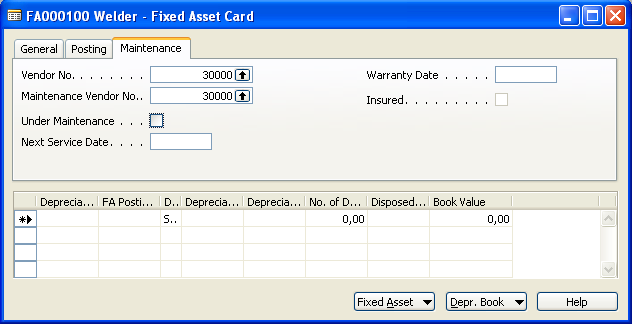 FA000100 Welder - Fixed Asset Card
General Posting Maintenance
Vendor No. . . . . . . . 30000 Warranty Date . . . . .
Maintenance Vendor No. . 30000 Insured . . . . . . . . .
Under Maintenance . . .
Next Service Date . . . .
Deprecia... FA Posti... D.. Deprecia... Deprecia... No. of D... Disposed... Book Value
S.. 0,00 0,00
Fixed Asset Depr. Book Help